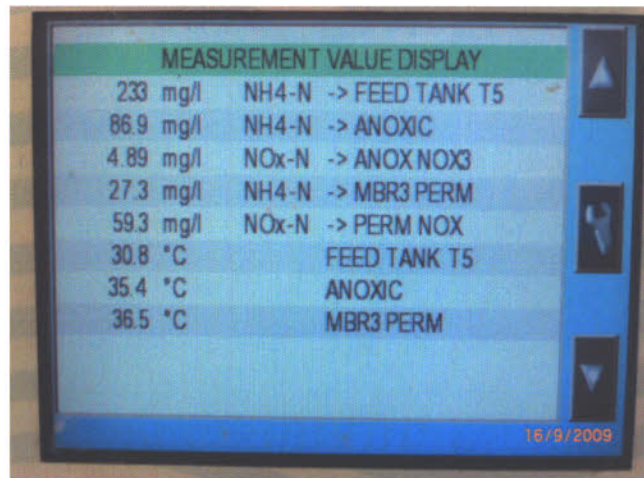 MEASUREMENT VALUE DISPLAY
233 mg/l NH4-N -> FEED TANK T5
86.9 mg/l NH4-N -> ANOXIC
4.89 mg/l NOx-N -> ANOX NOX3
27.3 mg/l NH4-N -> MBR3 PERM
59.3 mg/l NOx-N -> PERM NOX
30.8 °C FEED TANK T5
35.4 °C ANOXIC
36.5 °C MBR3 PERM
16/9/2009